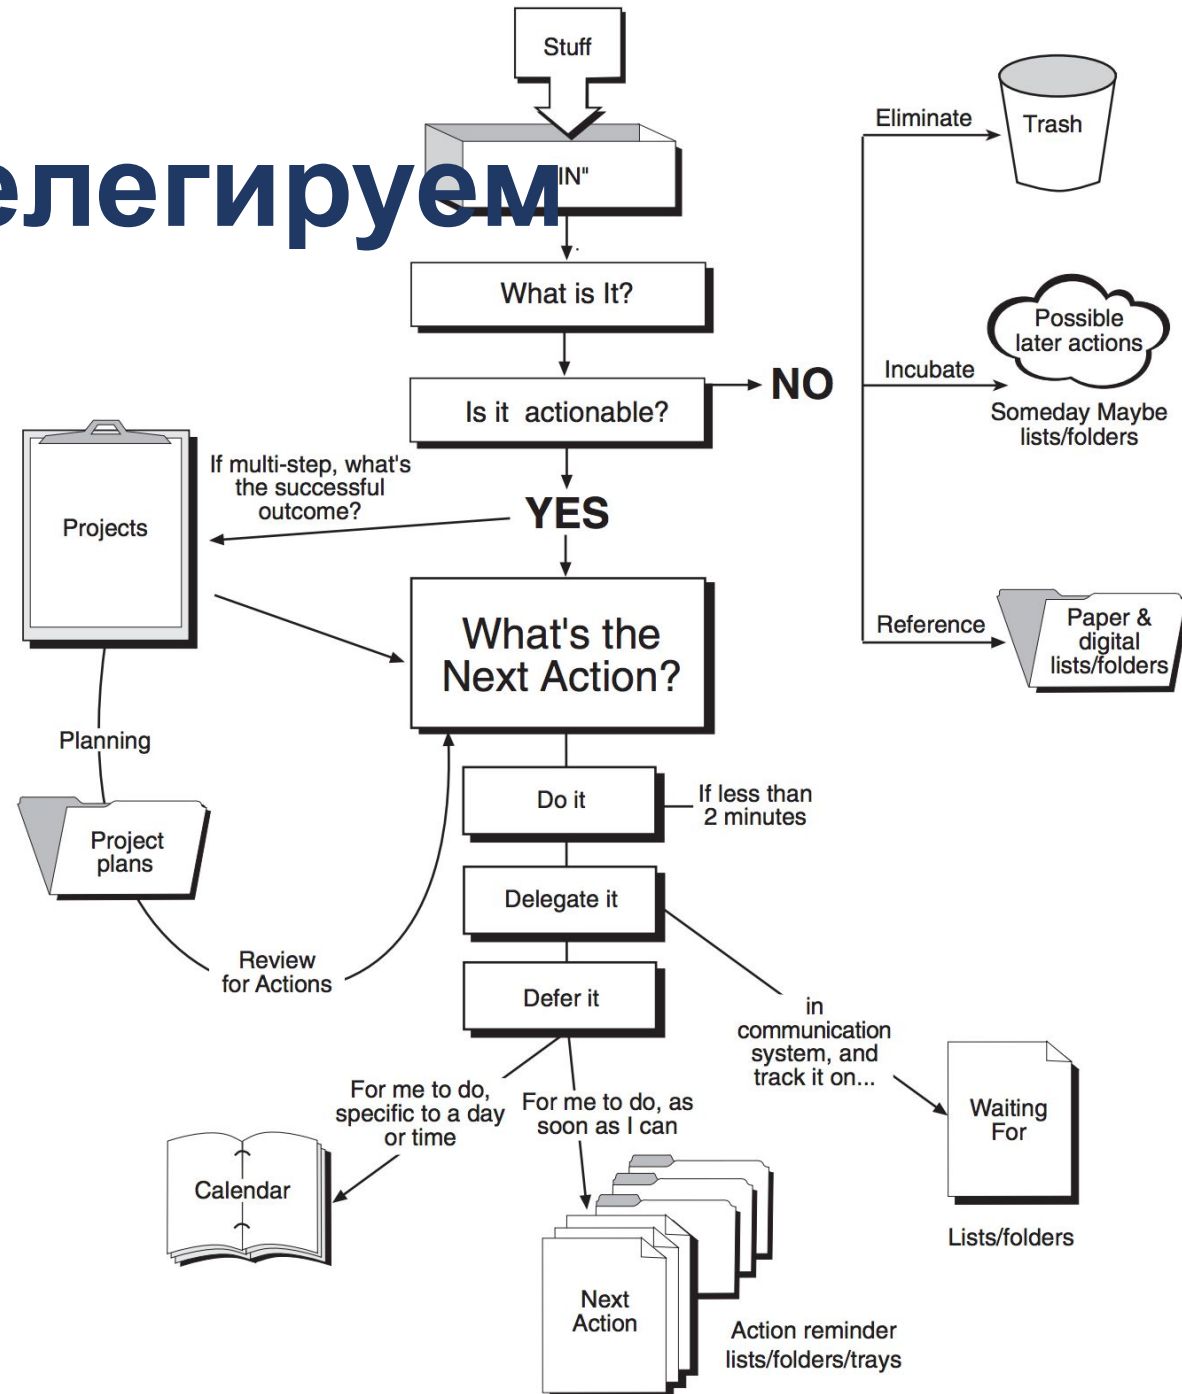 Stuff
елегируем
IN"
What is It?
Is it actionable?
NO
YES
Eliminate
Trash
Incubate
Possible
later actions
Someday Maybe
lists/folders
Reference
Paper &
digital
lists/folders
If multi-step, what's
the successful
outcome?
Projects
What's the
Next Action?
Planning
Project
plans
Review
for Actions
Do it
If less than
2 minutes
Delegate it
Defer it
in
communication
system, and
track it on...
Waiting
For
Lists/folders
For me to do,
specific to a day
or time
Calendar
For me to do, as
soon as I can
Next
Action
Action reminder
lists/folders/trays